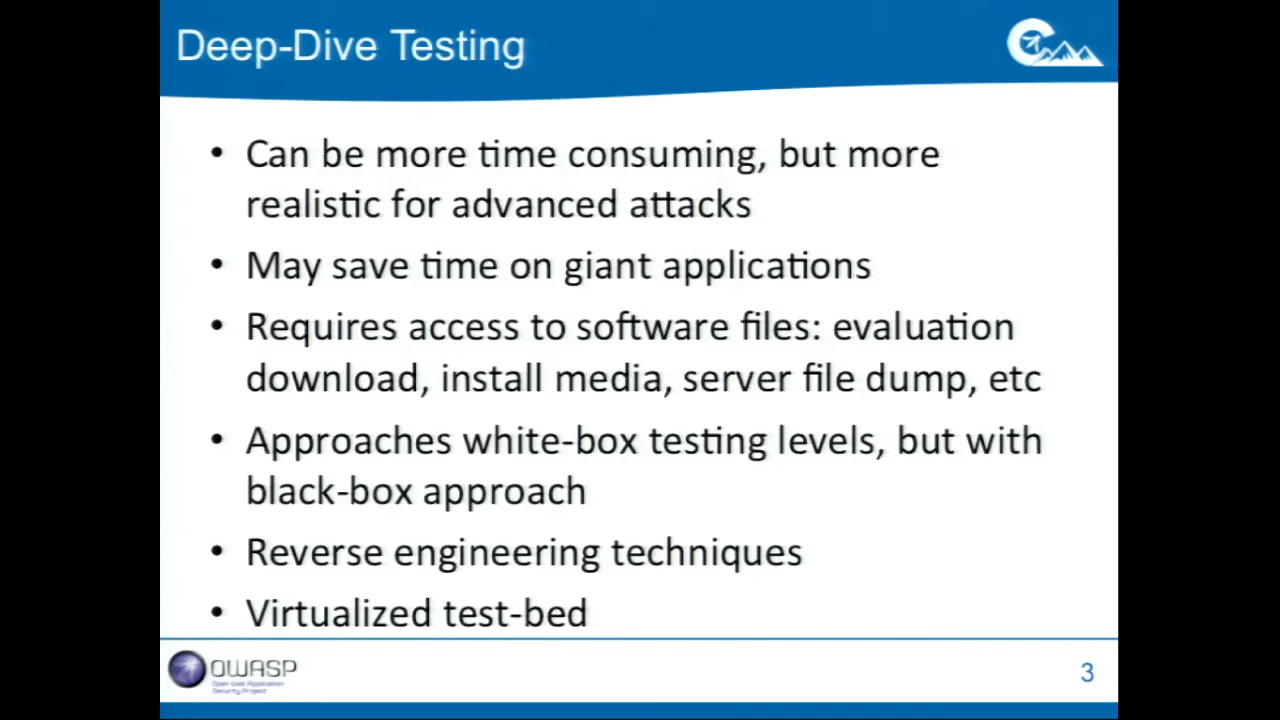 Deep-Dive Testing
• Can be more time consuming, but more
realistic for advanced attacks
• May save time on giant applications
• Requires access to software files: evaluation
download, install media, server file dump, etc
• Approaches white-box testing levels, but with
black-box approach
• Reverse engineering techniques
• Virtualized test-bed
OWASP
Open Web Application
Security Project
3